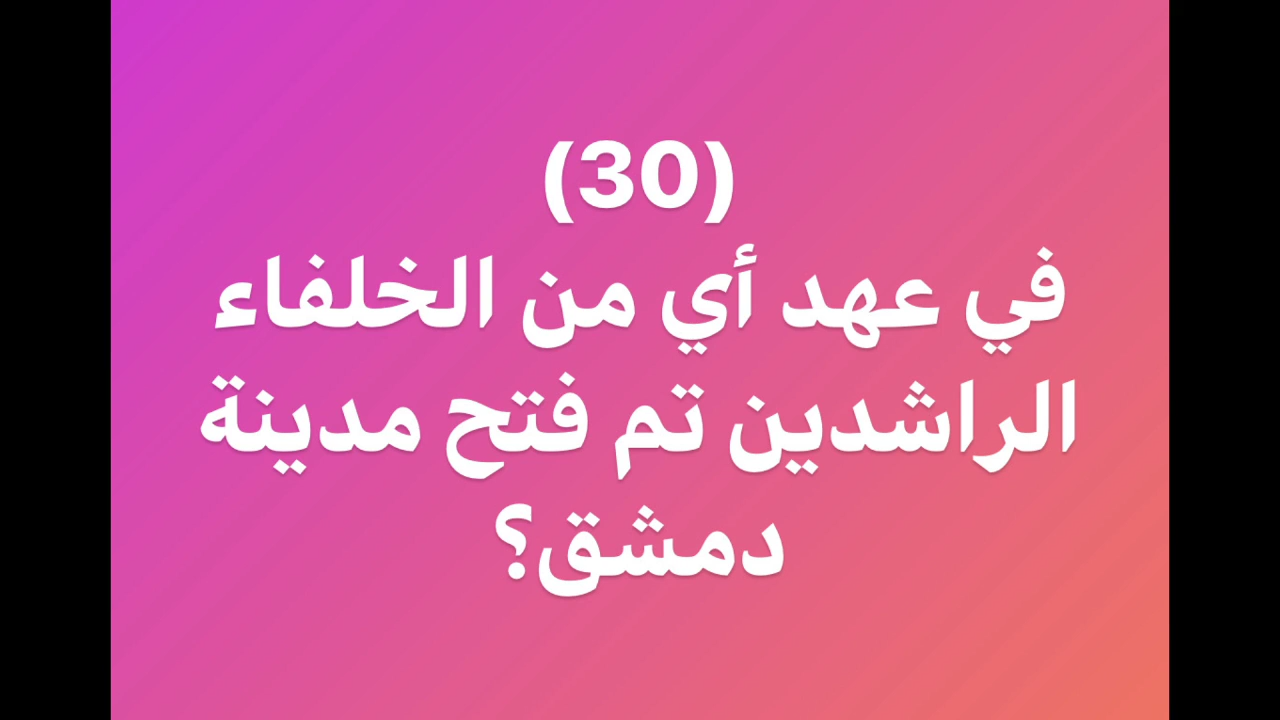 (30)
في عهد أي من الخلفاء
الراشدين تم فتح مدينة
دمشق؟